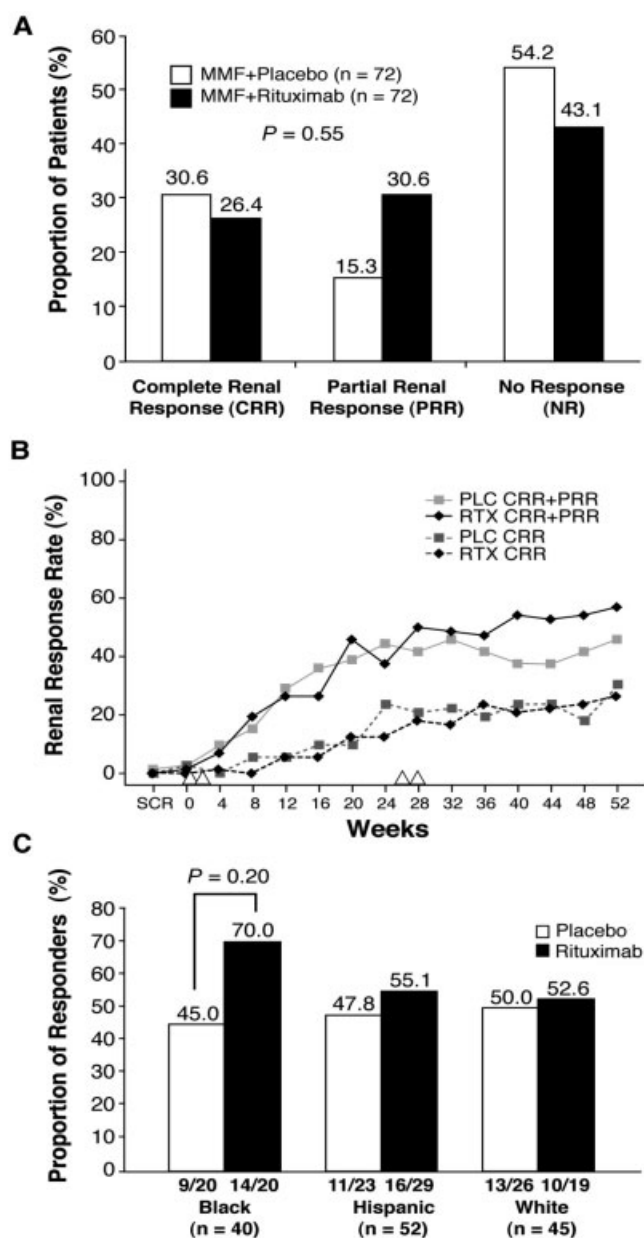 A
Proportion of Patients (%)
60
50
40
30
20
10
0
MMF+Placebo (n = 72)
MMF+Rituximab (n = 72)
P = 0.55
30.6
26.4
15.3
30.6
54.2
43.1
Complete Renal
Response (CRR)
Partial Renal
Response (PRR)
No Response
(NR)
B
Renal Response Rate (%)
100
80
60
40
20
0
PLC CRR+PRR
RTX CRR+PRR
PLC CRR
RTX CRR
SCR 0 4 8 12 16 20 24 28 32 36 40 44 48 52
Weeks
C
Proportion of Responders (%)
80
70
60
50
40
30
20
10
0
P = 0.20
Placebo
Rituximab
45.0
70.0
47.8
55.1
50.0
52.6
9/20 14/20 11/23 16/29 13/26 10/19
Black Hispanic White
(n = 40) (n = 52) (n = 45)